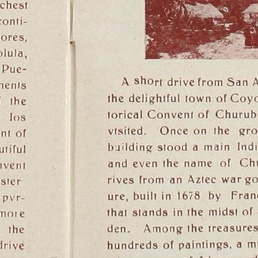 chest
conti-
ores,
olula,
Pue-
ments
f the
los
nt of
utiful
nvent
ster
pyr-
more
the
drive
A short drive from San A
the delightful town of Coyo
torical Convent of Churub
vtsited. Once on the gro
building stood a main Indi
and even the name of Chu
rives from an Aztec war go
ure, built in 1678 by Franc
that stands in the midst of
den. Among the treasures
hundreds of paintings, a mu